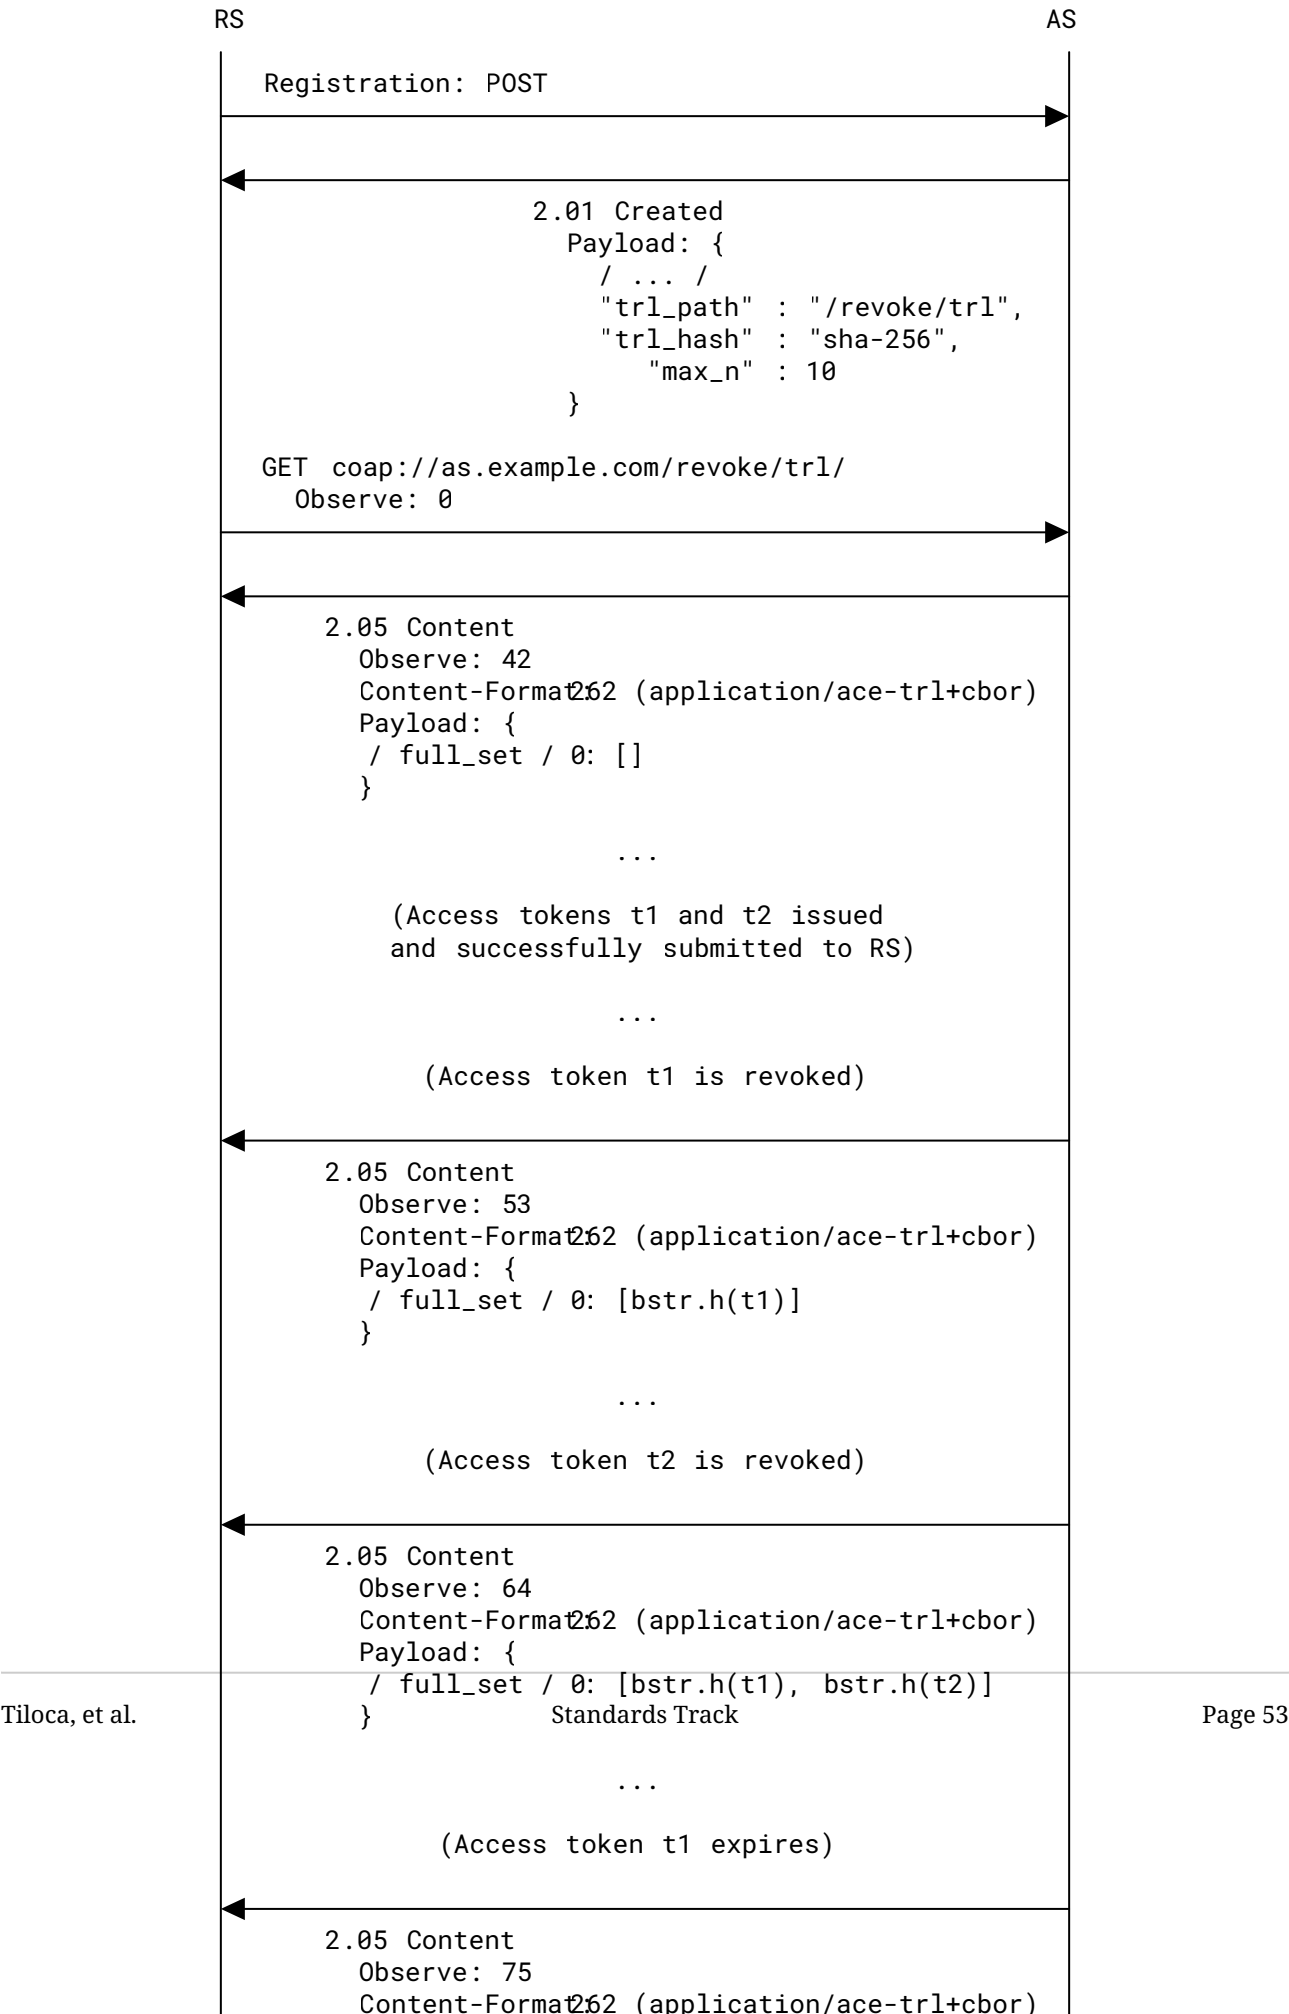 RS AS
Registration: POST
2.01 Created
Payload: {
/ ... /
"trl_path" : "/revoke/trl",
"trl_hash" : "sha-256",
"max_n" : 10
}
GET coap://as.example.com/revoke/trl/
Observe: 0
2.05 Content
Observe: 42
Content-Format: 262 (application/ace-trl+cbor)
Payload: {
/ full_set / 0: []
}
...
(Access tokens t1 and t2 issued
and successfully submitted to RS)
...
(Access token t1 is revoked)
2.05 Content
Observe: 53
Content-Format: 262 (application/ace-trl+cbor)
Payload: {
/ full_set / 0: [bstr.h(t1)]
}
...
(Access token t2 is revoked)
2.05 Content
Observe: 64
Content-Format: 262 (application/ace-trl+cbor)
Payload: {
/ full_set / 0: [bstr.h(t1), bstr.h(t2)]
}
Tiloca, et al. Standards Track Page 53
...
(Access token t1 expires)
2.05 Content
Observe: 75
Content-Format: 262 (application/ace-trl+cbor)